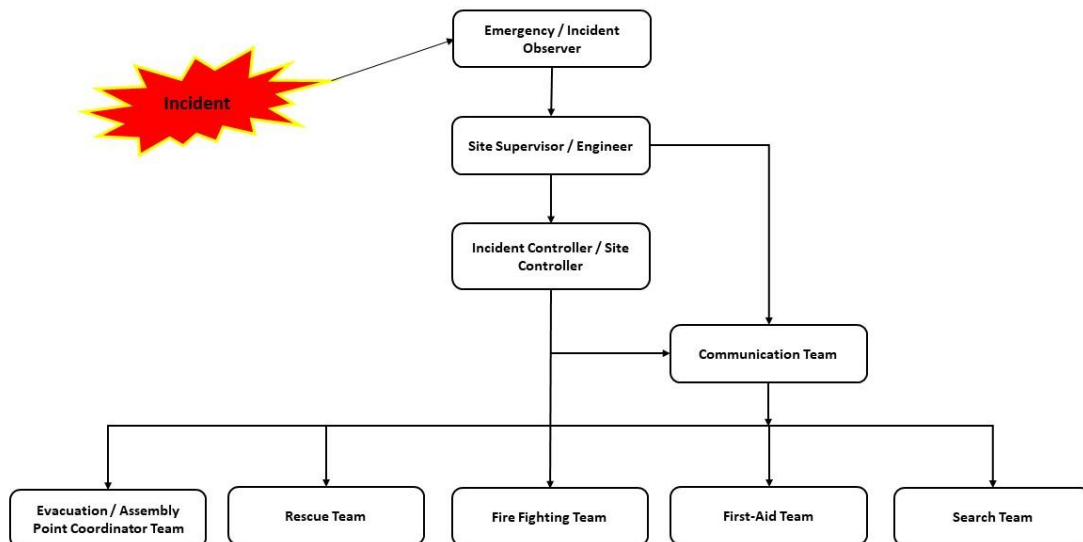 Emergency / Incident
Observer
Incident
Site Supervisor / Engineer
Incident Controller / Site
Controller
Communication Team
Evacuation / Assembly
Point Coordinator Team
Rescue Team
Fire Fighting Team
First-Aid Team
Search Team